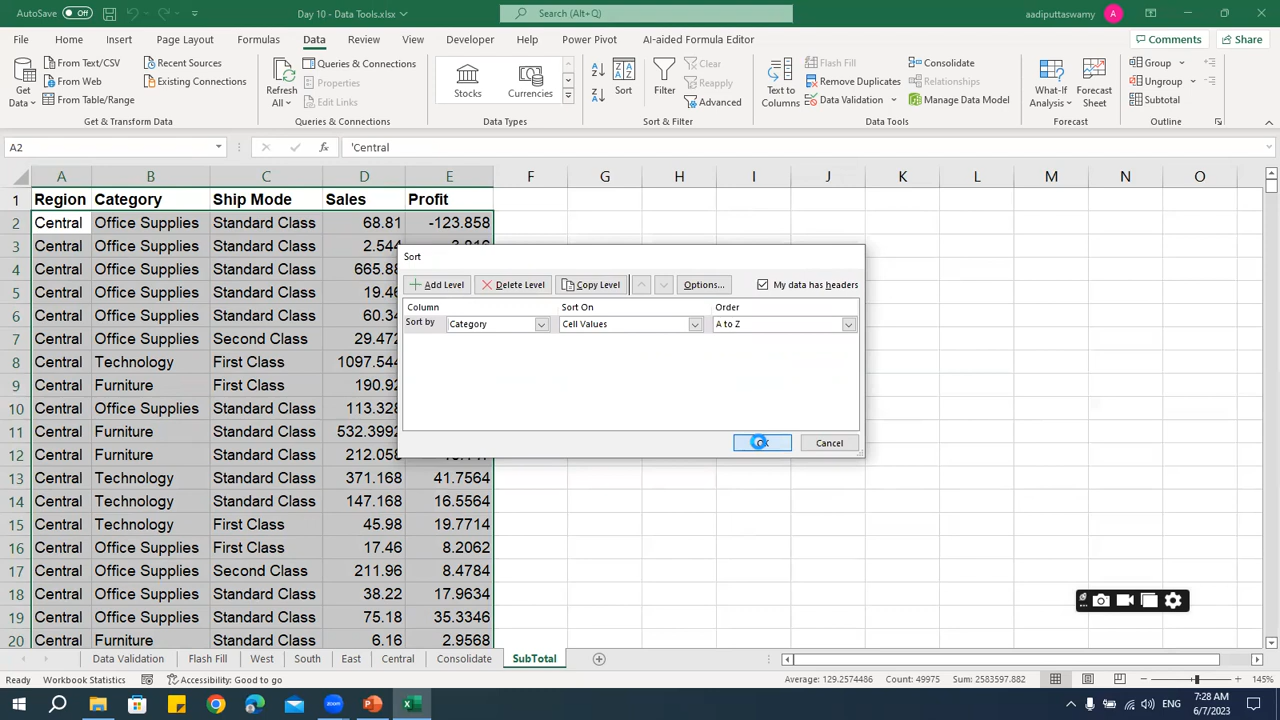 AutoSave Off Day 10 - Data Tools.xlsx Search (Alt+Q) aadiputtaswamy A
File Home Insert Page Layout Formulas Data Review View Developer Help Power Pivot AI-aided Formula Editor Comments Share
Get Data From Text/CSV Recent Sources Refresh All Queries & Connections Stocks Currencies Sort Filter Clear Text to Columns Flash Fill Consolidate What-If Analysis Forecast Sheet Group
From Web Existing Connections Properties Reapply Remove Duplicates Relationships Ungroup
From Table/Range Edit Links Advanced Data Validation Manage Data Model Subtotal
Get & Transform Data Queries & Connections Data Types Sort & Filter Data Tools Forecast Outline
A2 fx 'Central
A B C D E F G H I J K L M N O
1 Region Category Ship Mode Sales Profit
2 Central Office Supplies Standard Class 68.81 -123.858
3 Central Office Supplies Standard Class 2.544
4 Central Office Supplies Standard Class
5 Central Office Supplies Standard Class
6 Central Office Supplies Standard Class
7 Central Office Supplies Second Class 29.472
8 Central Technology First Class 1097.544
9 Central Furniture First Class
10 Central Office Supplies Standard Class 113.328
11 Central Furniture Standard Class 532.3992
12 Central Furniture Standard Class 212.058
13 Central Technology Standard Class 371.168 41.7564
14 Central Technology Standard Class 147.168 16.5564
15 Central Technology First Class 45.98 19.7714
16 Central Office Supplies First Class 17.46 8.2062
17 Central Office Supplies Second Class 211.96 8.4784
18 Central Office Supplies Standard Class 38.22 17.9634
19 Central Office Supplies Standard Class 75.18 35.3346
20 Central Furniture Standard Class 6.16 2.9568
Sort
Add Level Delete Level Copy Level Options... My data has headers
Column Sort On Order
Sort by Category Cell Values A to Z
OK Cancel
Data Validation Flash Fill West South East Central Consolidate SubTotal
Ready Workbook Statistics Accessibility: Good to go Average: 129.2574486 Count: 49975 Sum: 2583597.882 145%
7:28 AM
6/7/2023